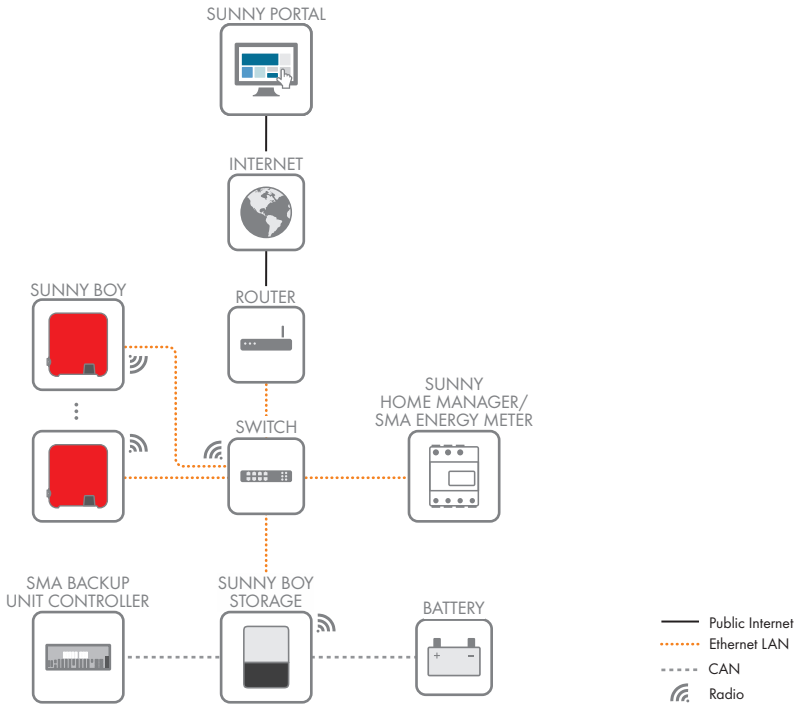 SUNNY PORTAL
INTERNET
SUNNY BOY
ROUTER
SUNNY
HOME MANAGER/
SMA ENERGY METER
SWITCH
SMA BACKUP
UNIT CONTROLLER
SUNNY BOY
STORAGE
BATTERY
+ −
Public Internet
Ethernet LAN
CAN
Radio